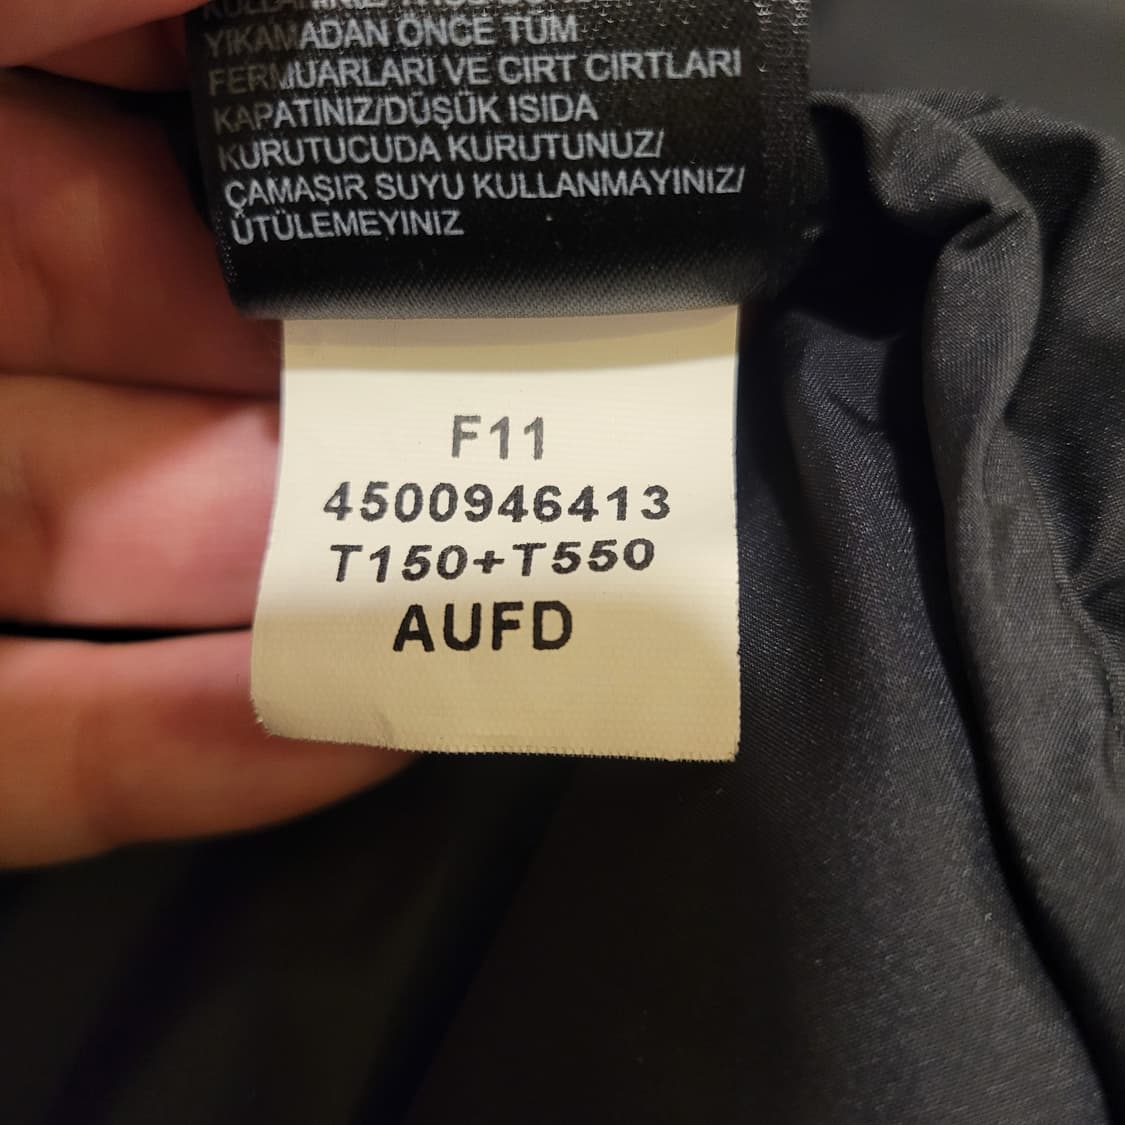 YIKAMADAN ÖNCE TÜM
FERMUARLARI VE CIRT CIRTLARI
KAPATINIZ/DÜŞÜK ISIDA
KURUTUCUDA KURUTUNUZ/
ÇAMAŞIR SUYU KULLANMAYINIZ/
ÜTÜLEMEYINIZ
F11
4500946413
T150+T550
AUFD